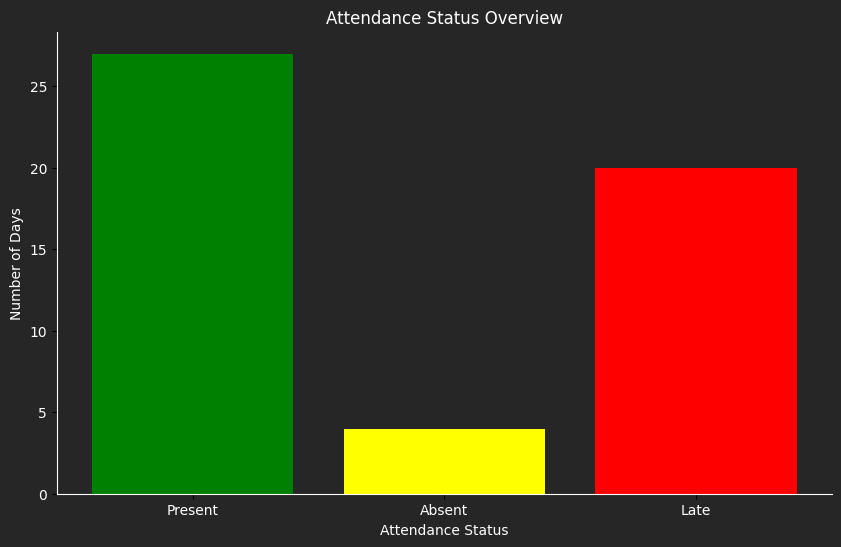 Attendance Status Overview
Number of Days
25
20
15
10
5
0
Present Absent Late
Attendance Status